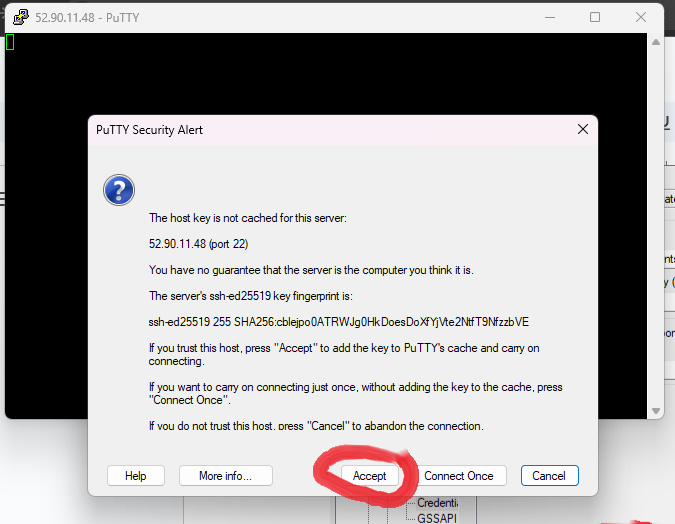 52.90.11.48 - PuTTY
PuTTY Security Alert
The host key is not cached for this server:
52.90.11.48 (port 22)
You have no guarantee that the server is the computer you think it is.
The server's ssh-ed25519 key fingerprint is:
ssh-ed25519 255 SHA256:cblejpo0ATRWJg0HkDoesDoXfYjVte2NtfT9NfzzbVE
If you trust this host, press "Accept" to add the key to PuTTY's cache and carry on
connecting.
If you want to carry on connecting just once, without adding the key to the cache, press
"Connect Once".
If you do not trust this host, press "Cancel" to abandon the connection.
Help More info... Accept Connect Once Cancel
GSSAPI